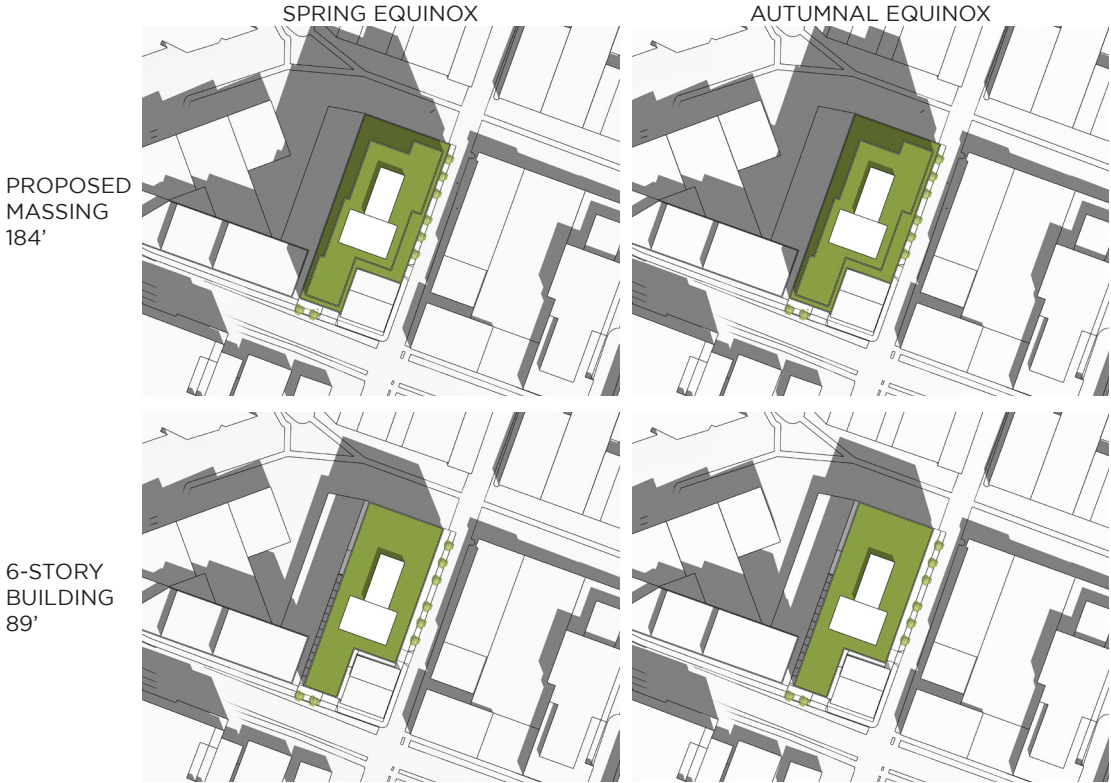 SPRING EQUINOX
AUTUMNAL EQUINOX
PROPOSED
MASSING
184’
6-STORY
BUILDING
89’